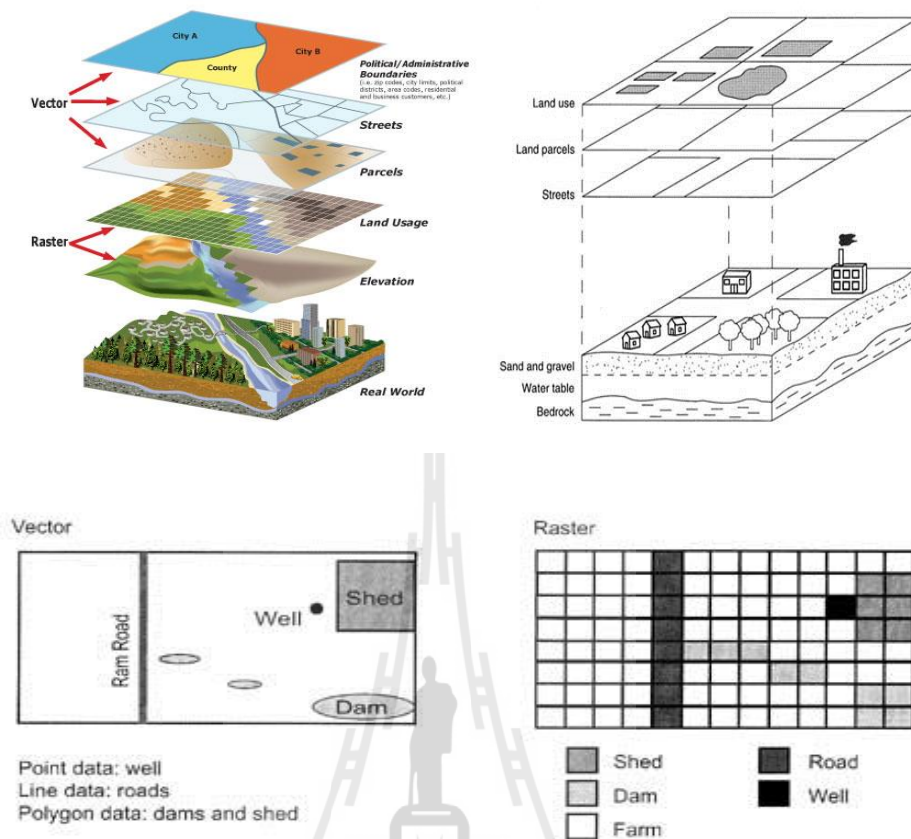 City A
City B
County
Political/Administrative
Boundaries
(i.e. zip codes, city limits, political
districts, area codes, residential
and business customers, etc.)
Vector
Streets
Parcels
Land Usage
Raster
Elevation
Real World
Land use
Land parcels
Streets
Sand and gravel
Water table
Bedrock
Vector
Ram Road
Well
Shed
Dam
Point data: well
Line data: roads
Polygon data: dams and shed
Raster
Shed
Road
Dam
Well
Farm